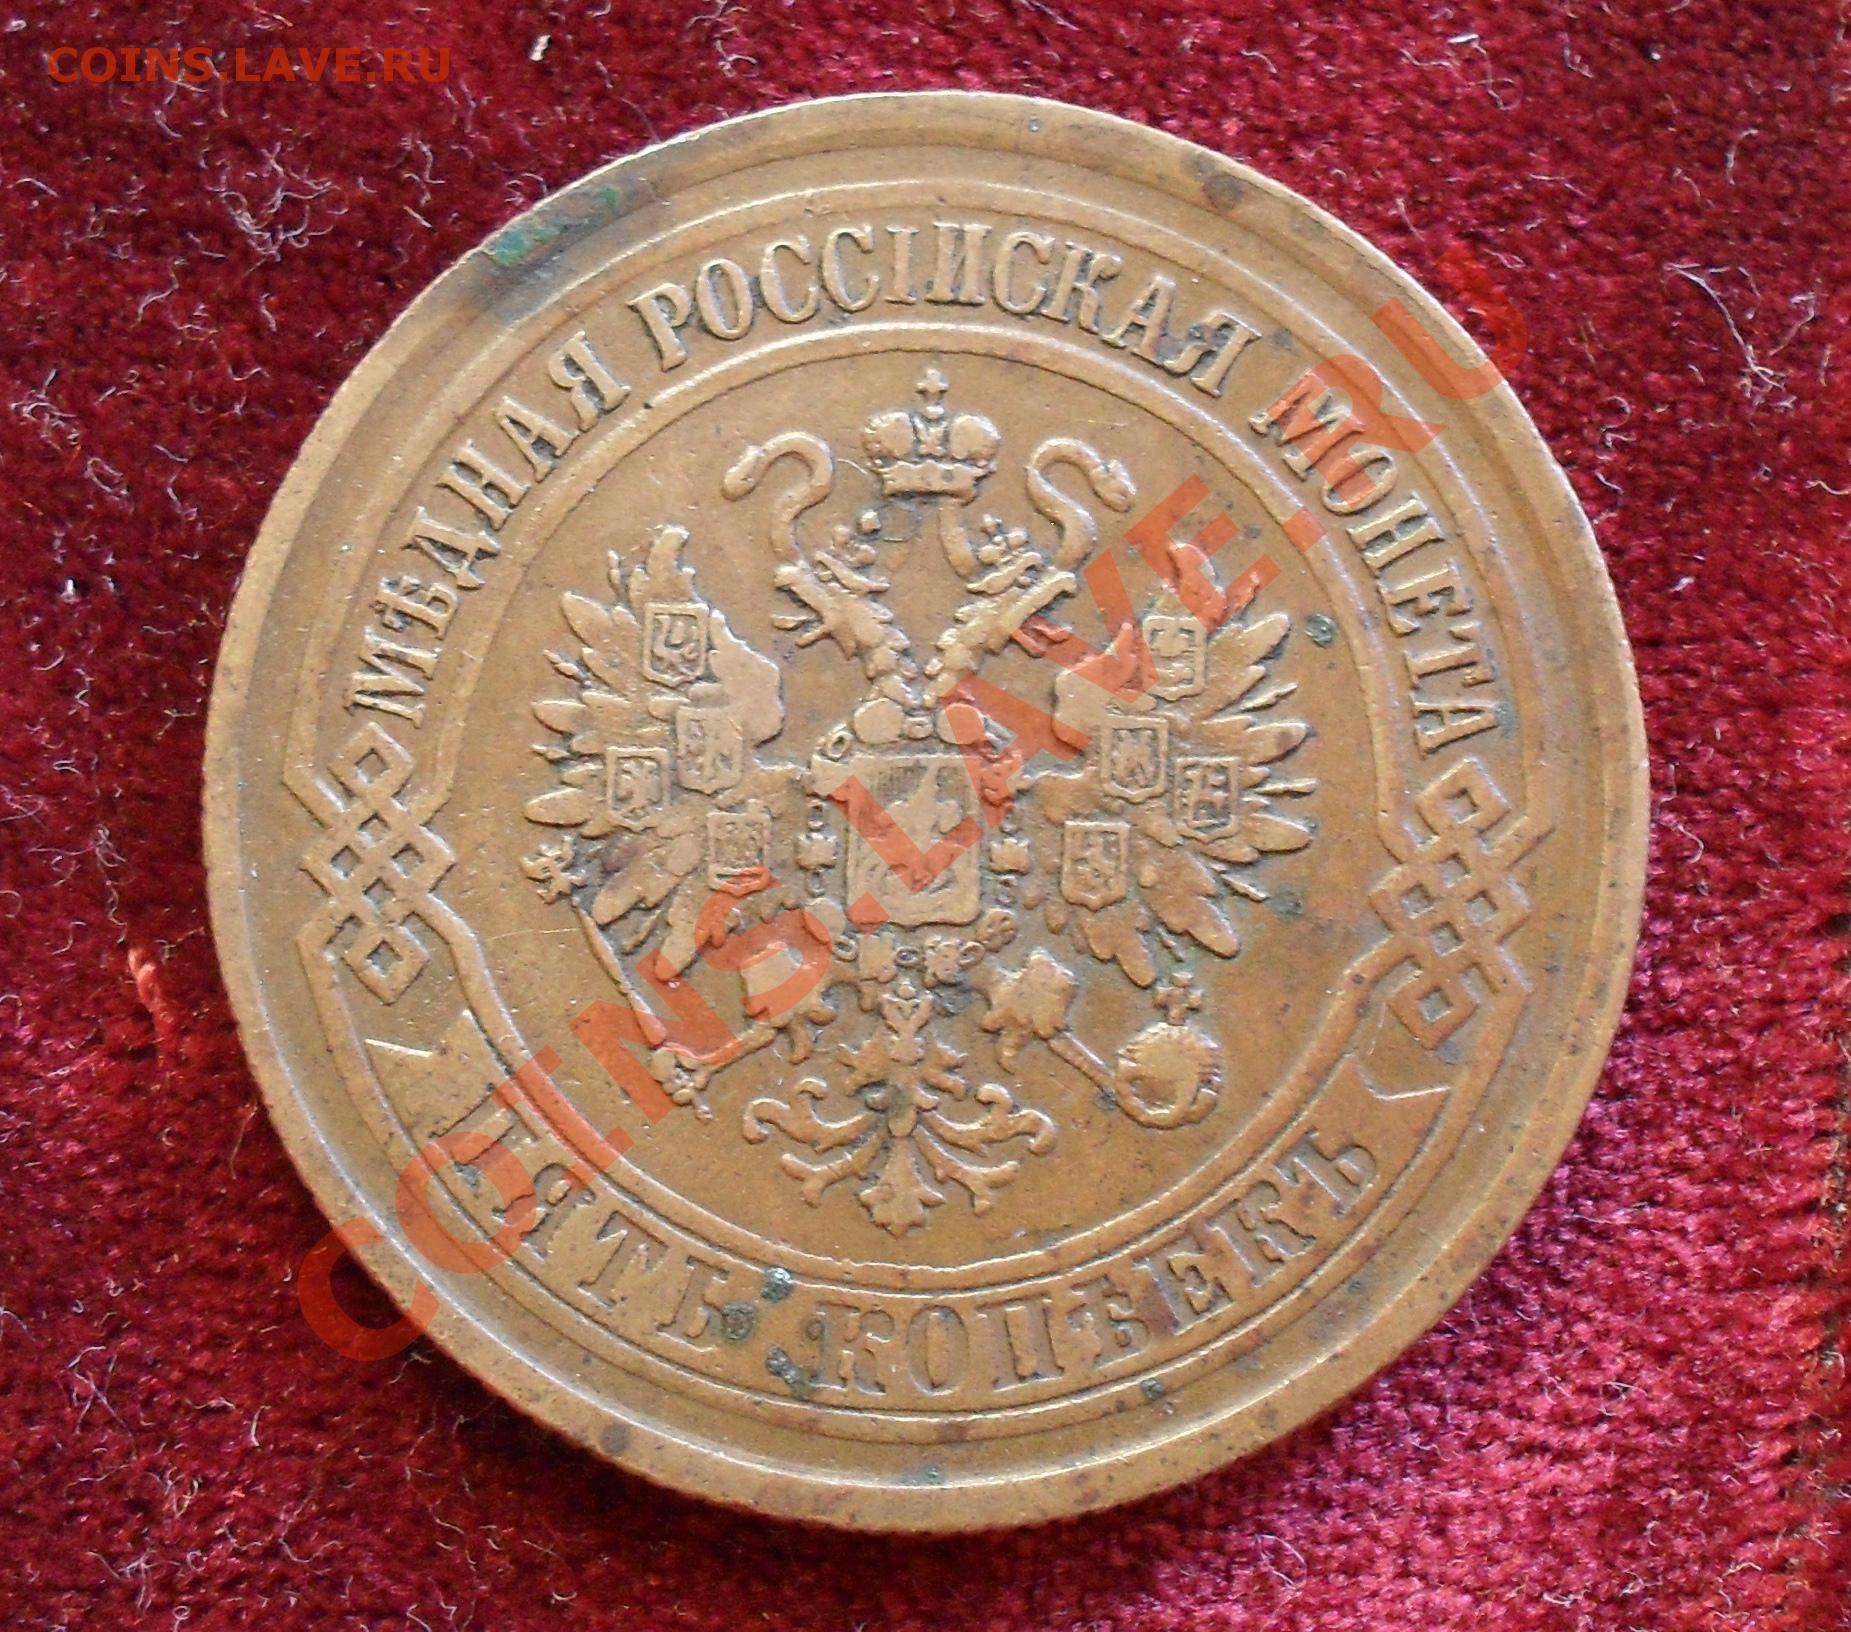 COINS.LAVE.RU
МѢДНАЯ РОССІЙСКАЯ МОНЕТА
COINS.LAVE.RU
ПЯТЬ КОПѢЕКЪ